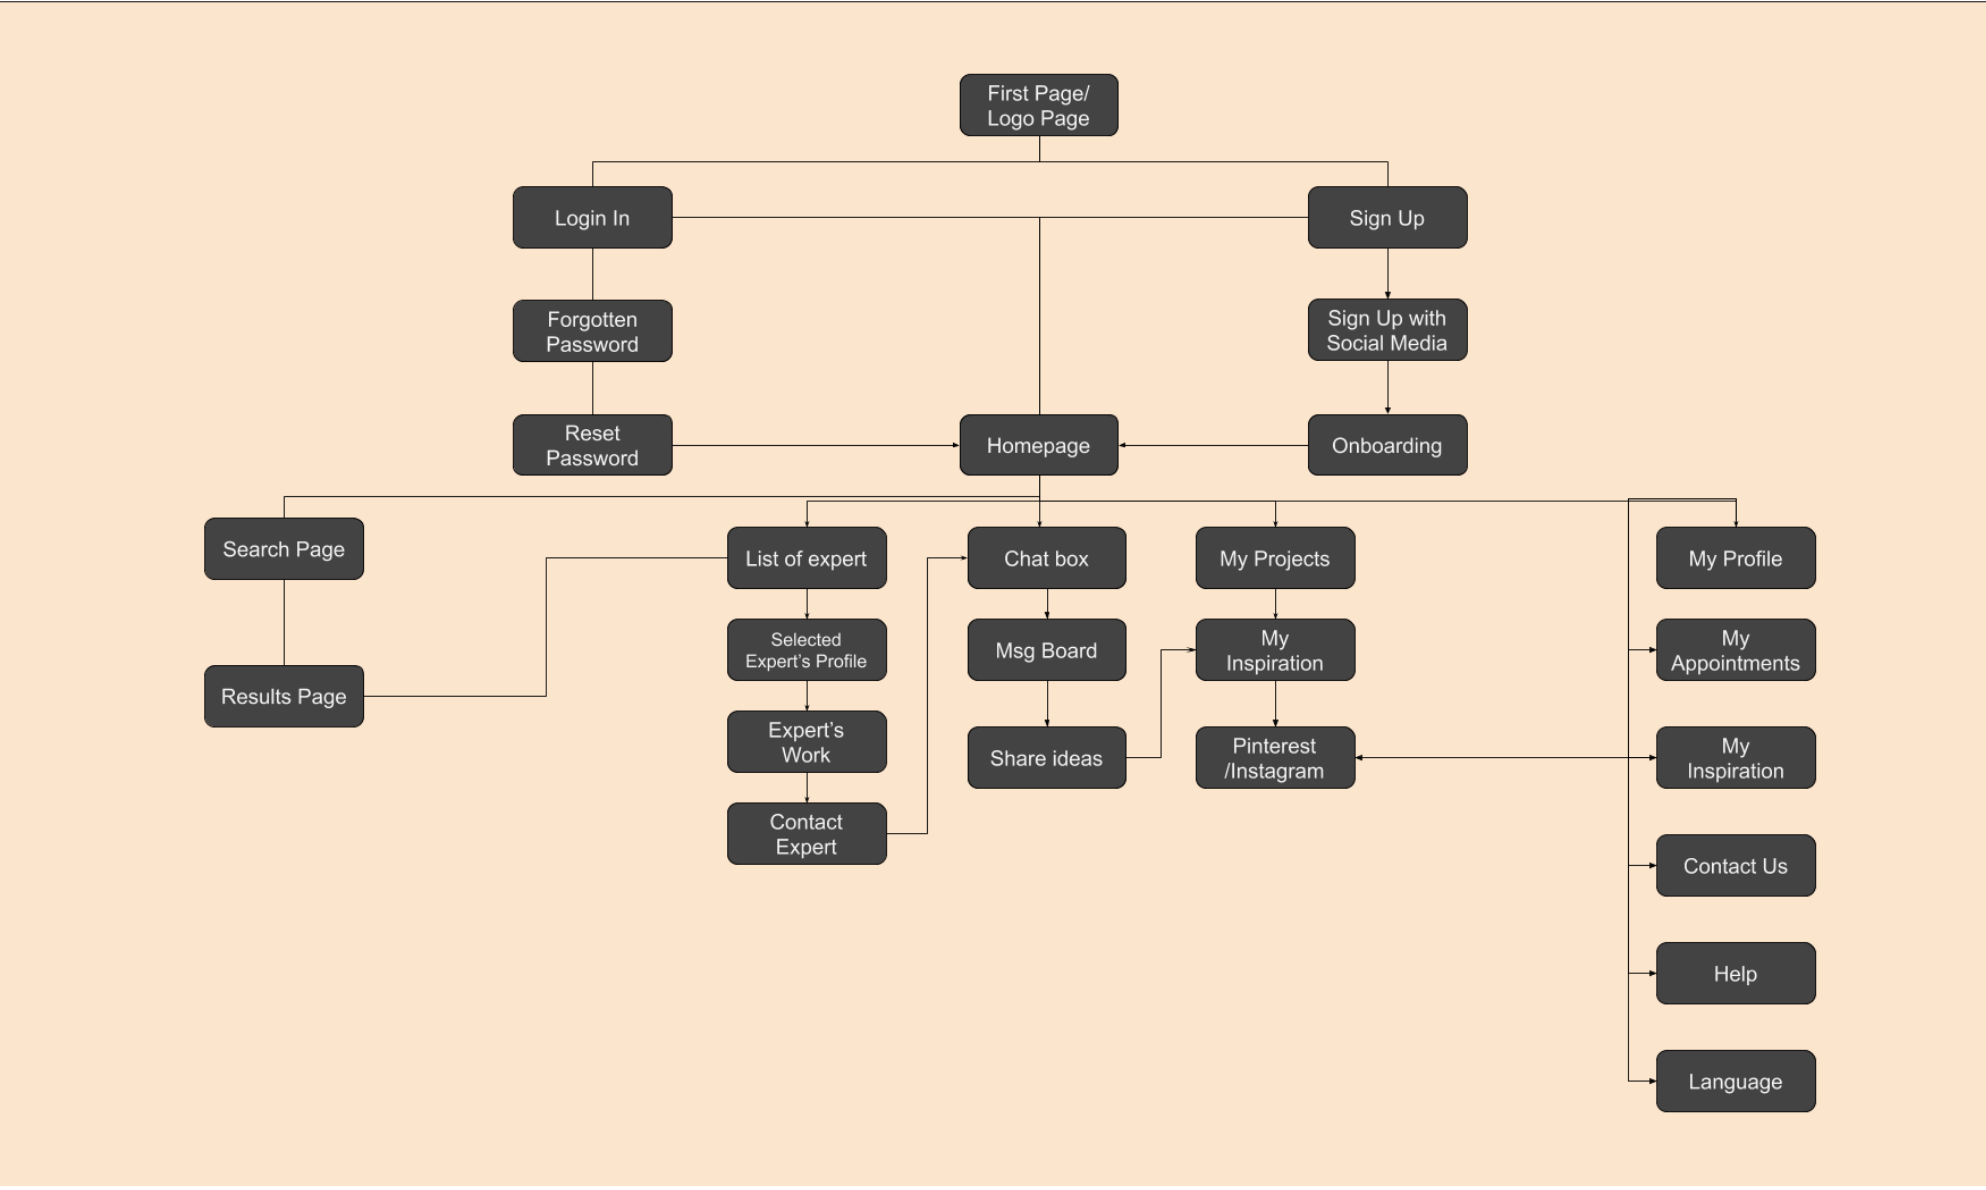 First Page/
Logo Page
Login In
Sign Up
Forgotten
Password
Sign Up with
Social Media
Reset
Password
Homepage
Onboarding
Search Page
List of expert
Chat box
My Projects
My Profile
Selected
Expert's Profile
Msg Board
My
Inspiration
My
Appointments
Results Page
Expert's
Work
Share ideas
Pinterest
/Instagram
My
Inspiration
Contact
Expert
Contact Us
Help
Language